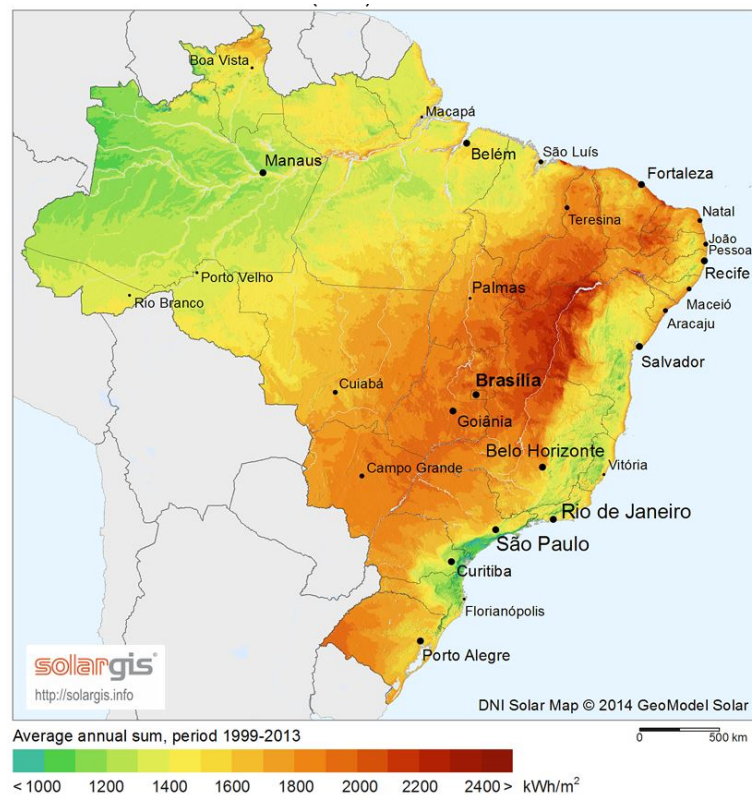 Boa Vista
Macapá
Belém
São Luís
Manaus
Fortaleza
Teresina
Natal
João
Pessoa
Recife
Porto Velho
Palmas
Maceió
Rio Branco
Aracaju
Salvador
Brasília
Cuiabá
Goiânia
Belo Horizonte
Campo Grande
Vitória
Rio de Janeiro
São Paulo
Curitiba
Florianópolis
Porto Alegre
solargis®
http://solargis.info
DNI Solar Map © 2014 GeoModel Solar
Average annual sum, period 1999-2013
0 500 km
< 1000 1200 1400 1600 1800 2000 2200 2400 > kWh/m²